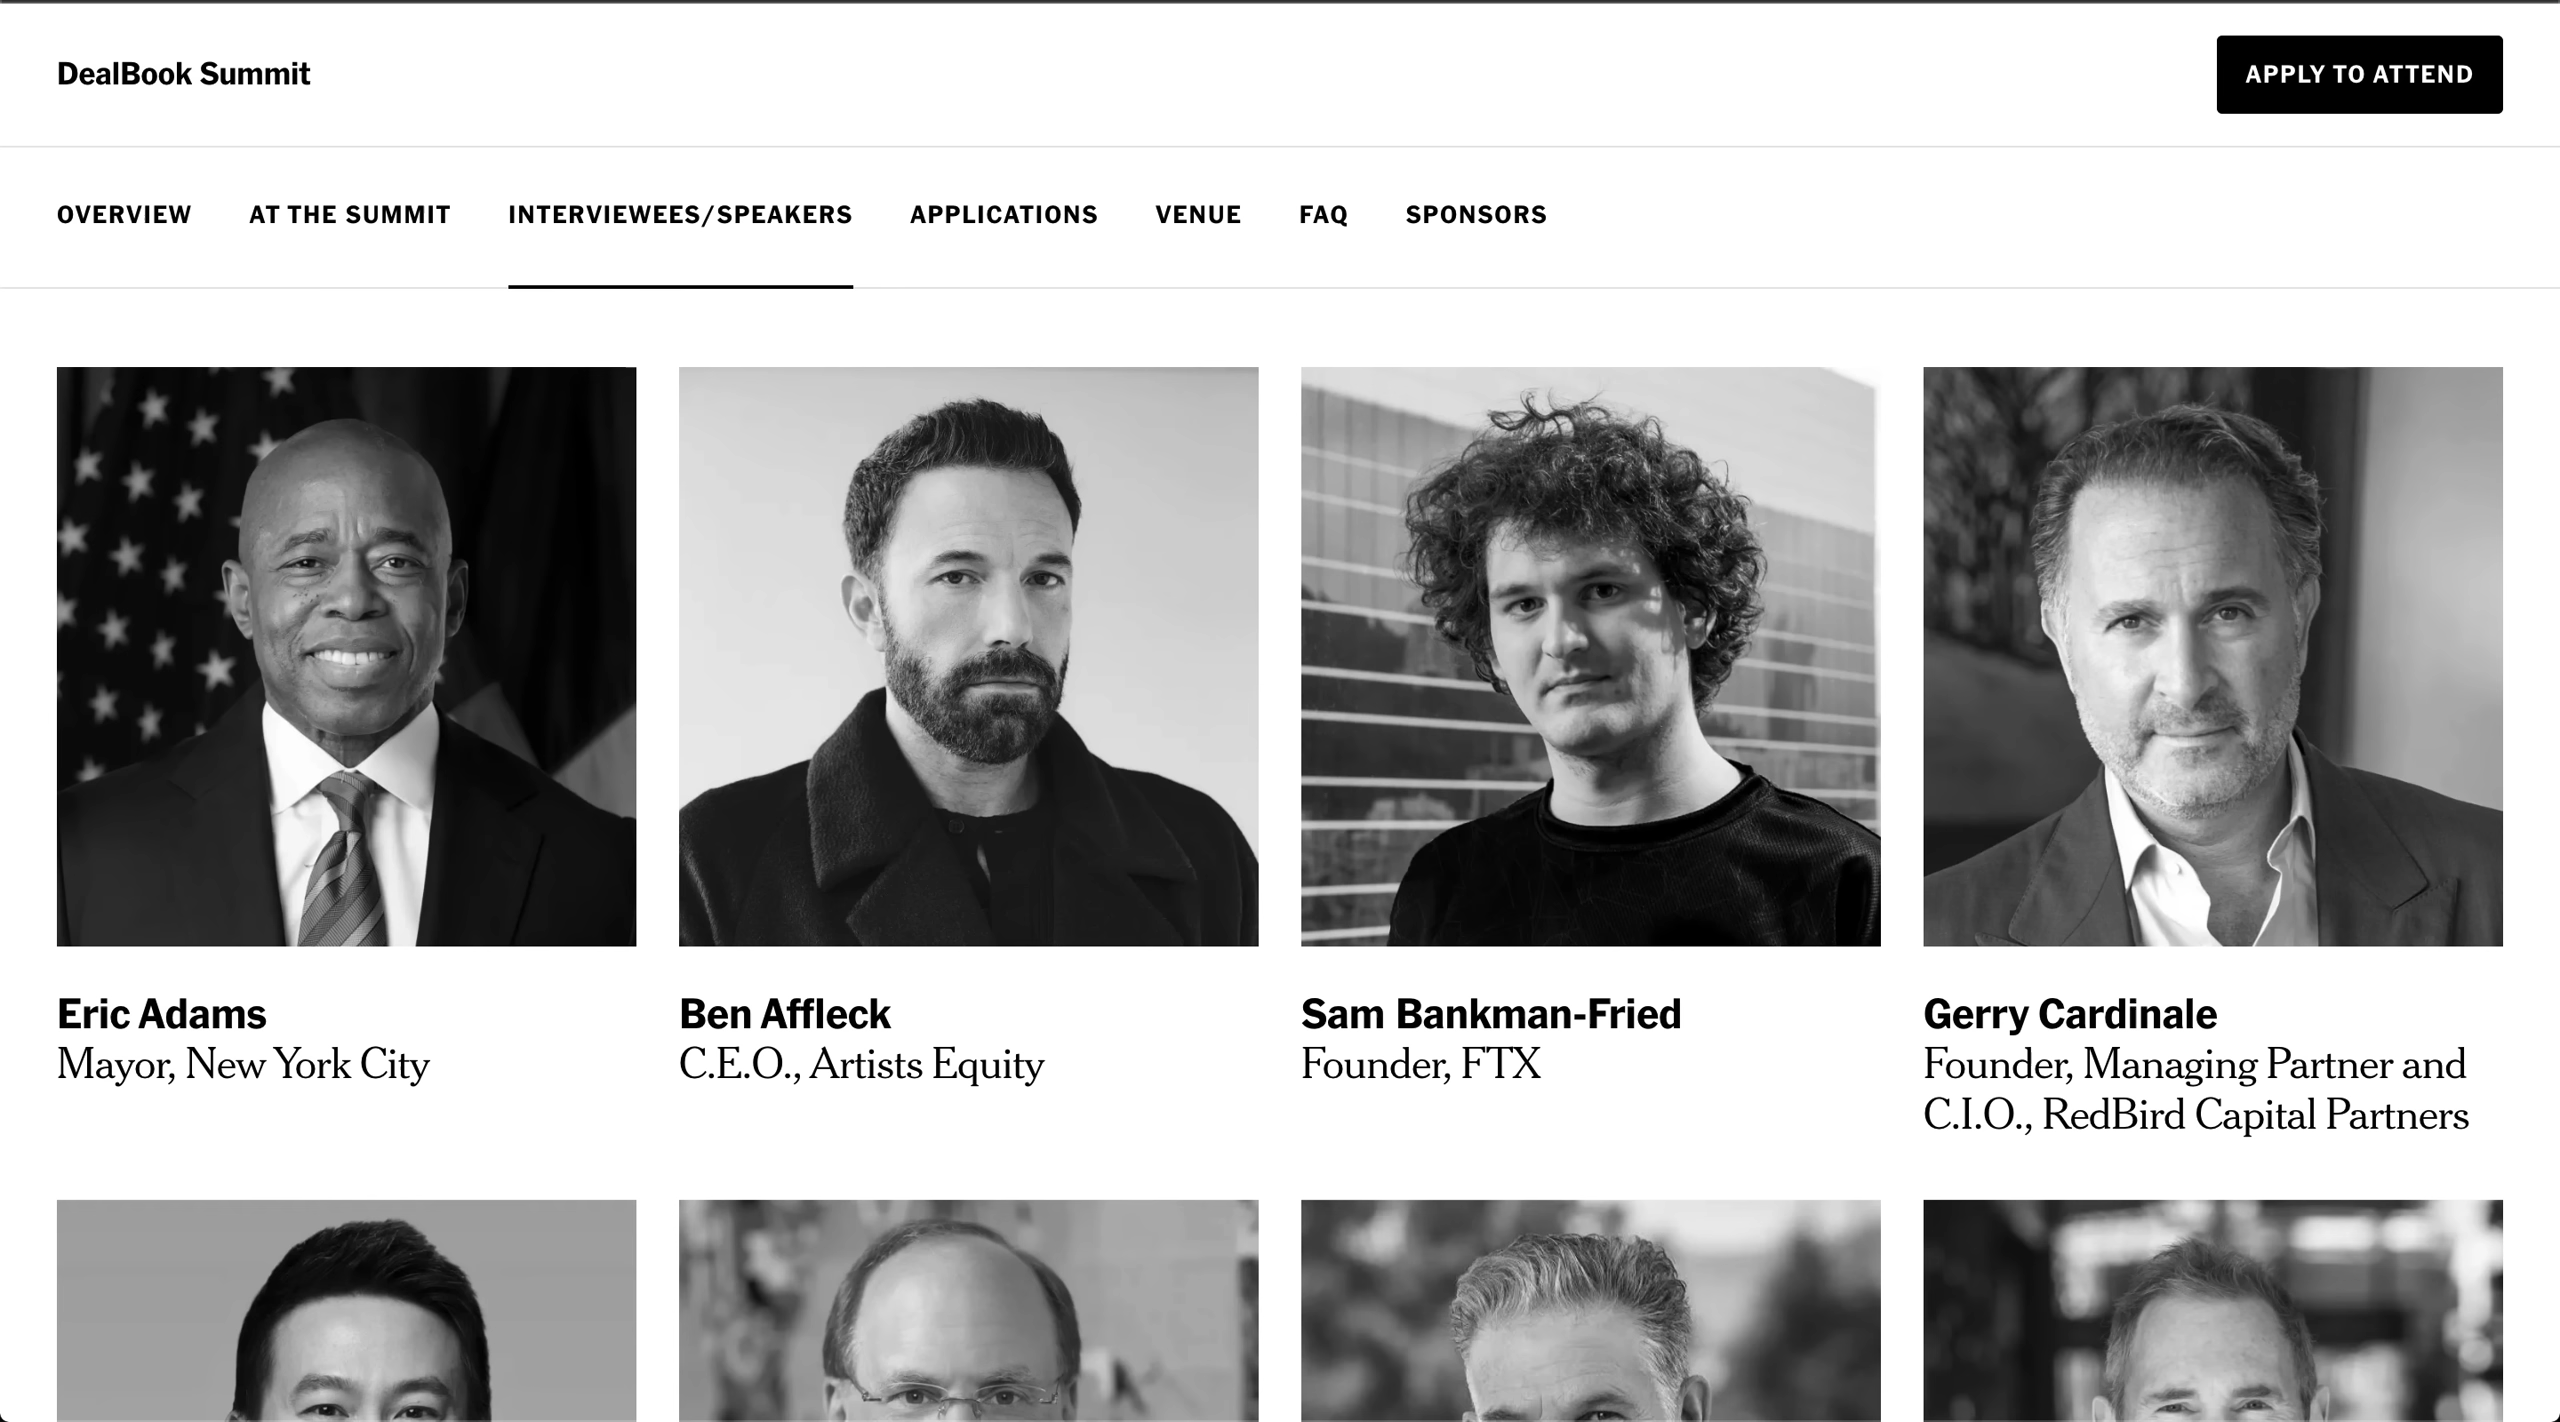 DealBook Summit
APPLY TO ATTEND
OVERVIEW AT THE SUMMIT INTERVIEWEES/SPEAKERS APPLICATIONS VENUE FAQ SPONSORS
Eric Adams
Mayor, New York City
Ben Affleck
C.E.O., Artists Equity
Sam Bankman-Fried
Founder, FTX
Gerry Cardinale
Founder, Managing Partner and
C.I.O., RedBird Capital Partners